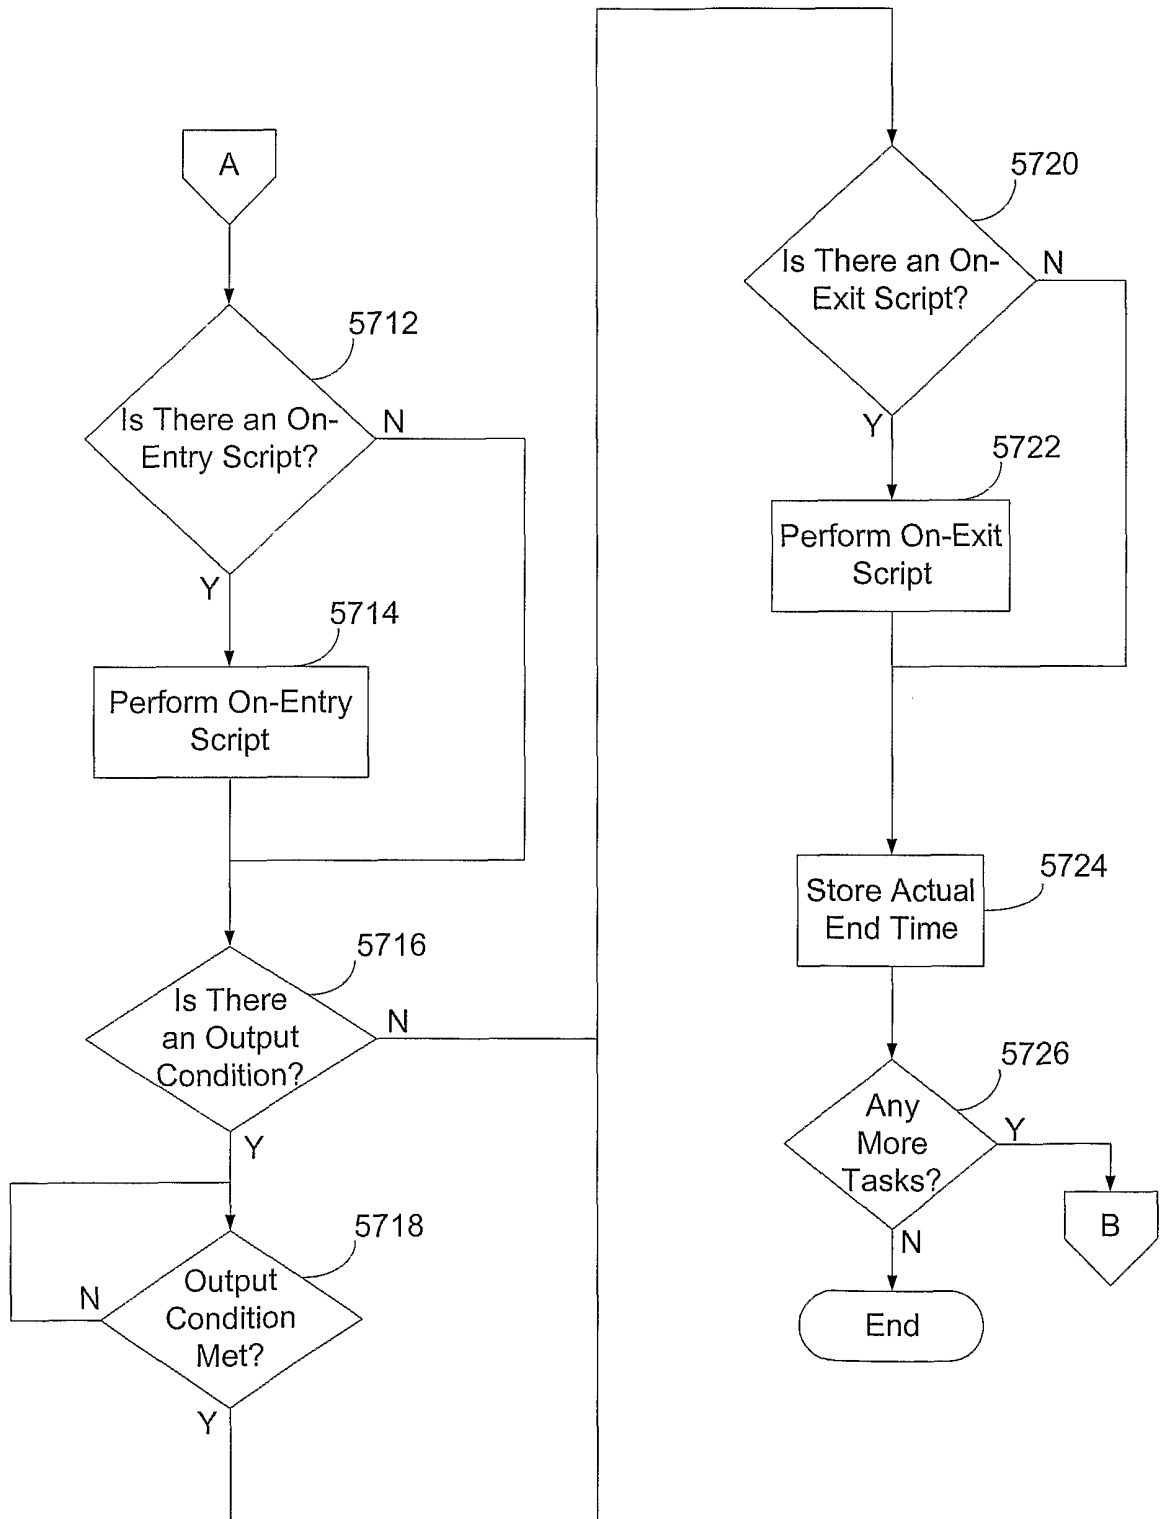 A
5712
Is There an On-
Entry Script?
N
Y
5714
Perform On-Entry
Script
5716
Is There
an Output
Condition?
N
Y
5718
Output
Condition
Met?
N
Y
5720
Is There an On-
Exit Script?
N
Y
5722
Perform On-Exit
Script
5724
Store Actual
End Time
5726
Any
More
Tasks?
Y
B
N
End